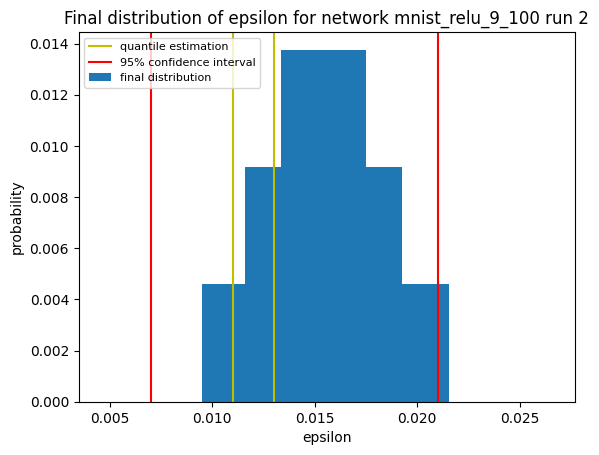 Final distribution of epsilon for network mnist_relu_9_100 run 2
quantile estimation
95% confidence interval
final distribution
0.014
0.012
0.010
0.008
0.006
0.004
0.002
0.000
probability
0.005 0.010 0.015 0.020 0.025
epsilon